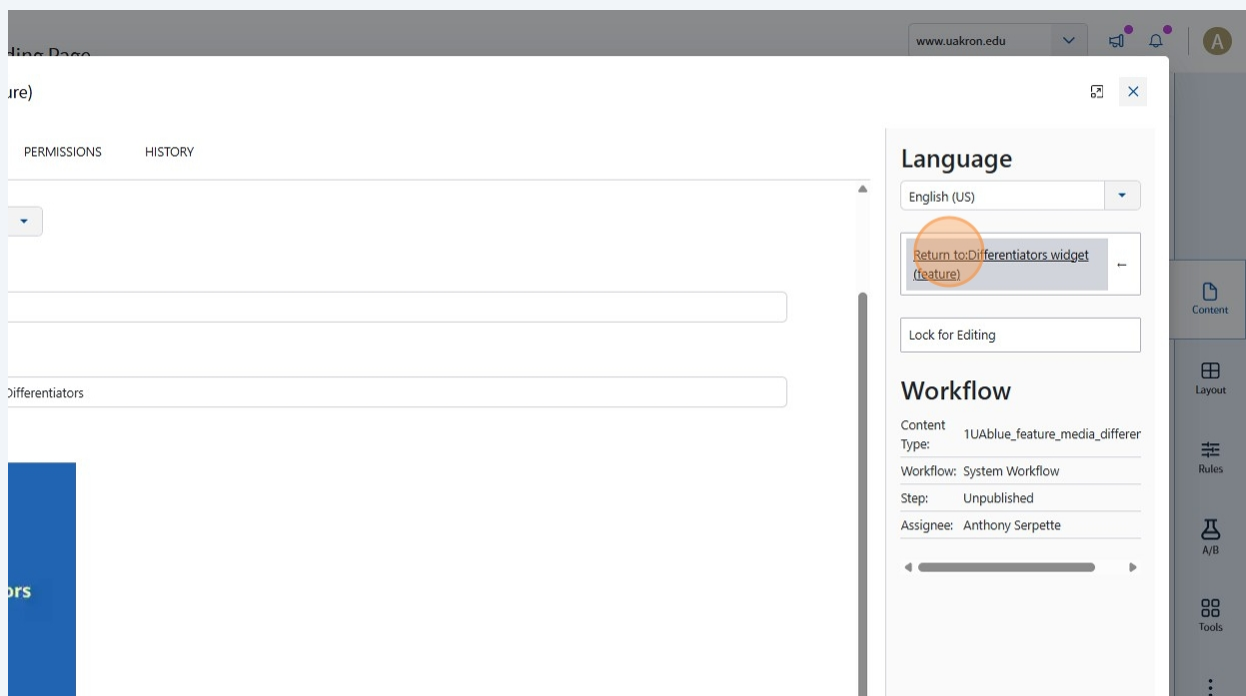 www.uakron.edu
A
ding Page
ure)
PERMISSIONS
HISTORY
Language
English (US)
Return to:Differentiators widget
(feature)
←
Lock for Editing
Differentiators
Workflow
Content
Type:
1UAblue_feature_media_differer
Workflow: System Workflow
Step: Unpublished
Assignee: Anthony Serpette
ors
Content
Layout
Rules
A/B
Tools